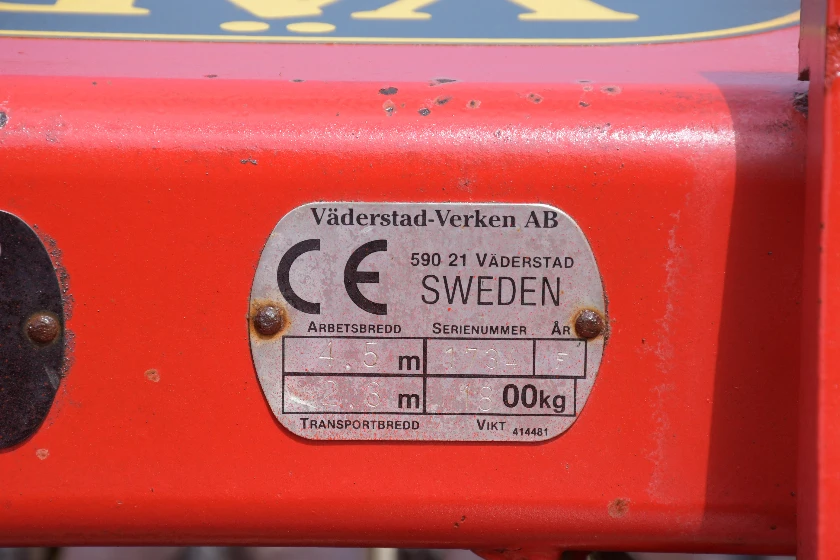 Väderstad-Verken AB
CE
590 21 VÄDERSTAD
SWEDEN
ARBETSBREDD SERIENUMMER ÅR
4.5 m
m 00kg
TRANSPORTBREDD VIKT 414481